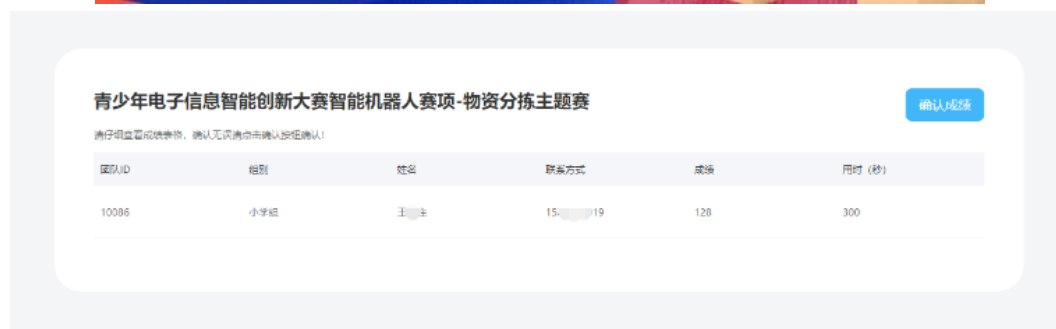 青少年电子信息智能创新大赛智能机器人赛项-物资分拣主题赛
确认成绩
请仔细查看成绩表格，确认无误请点击确认按钮确认！
团队ID 组别 姓名 联系方式 成绩 用时（秒）
10086 小学组 王 15 19 128 300